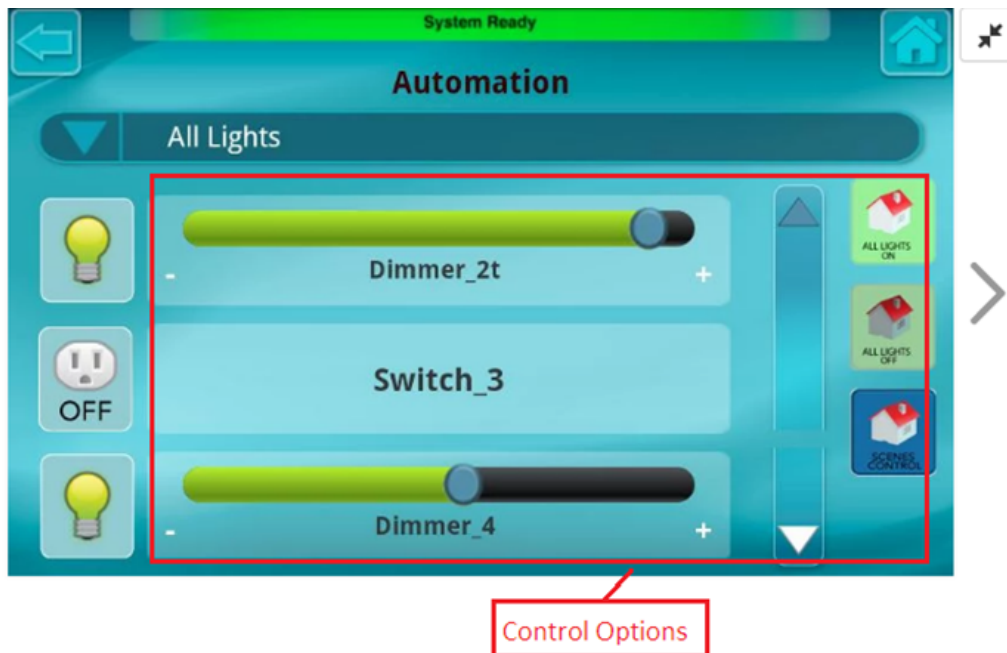 System Ready
Automation
All Lights
ALL LIGHTS
ON
-
Dimmer_2t
+
ALL LIGHTS
OFF
OFF
Switch_3
SCENES
CONTROL
-
Dimmer_4
+
Control Options